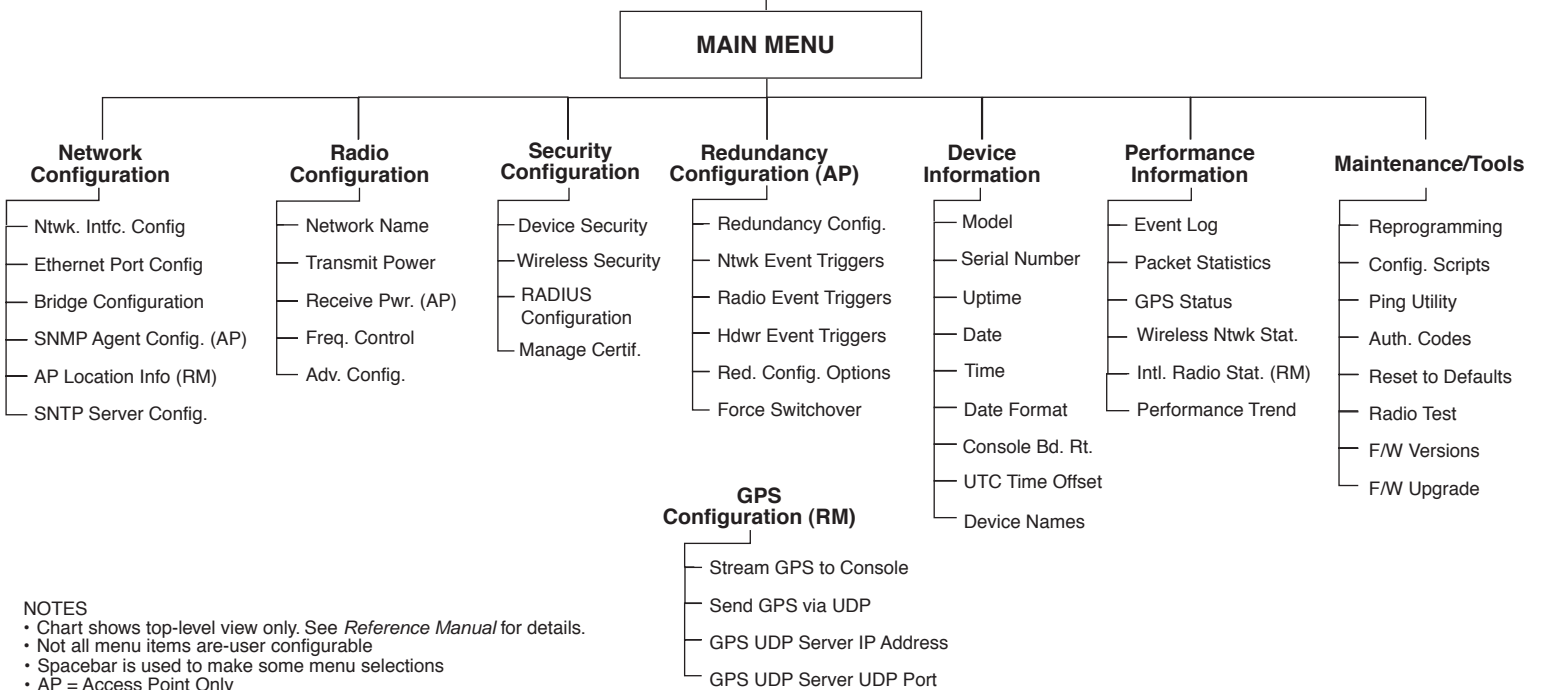 MAIN MENU
Network
Configuration
Ntwk. Intfc. Config
Ethernet Port Config
Bridge Configuration
SNMP Agent Config. (AP)
AP Location Info (RM)
SNTP Server Config.
Radio
Configuration
Network Name
Transmit Power
Receive Pwr. (AP)
Freq. Control
Adv. Config.
Security
Configuration
Device Security
Wireless Security
RADIUS
Configuration
Manage Certif.
Redundancy
Configuration (AP)
Redundancy Config.
Ntwk Event Triggers
Radio Event Triggers
Hdwr Event Triggers
Red. Config. Options
Force Switchover
GPS
Configuration (RM)
Stream GPS to Console
Send GPS via UDP
GPS UDP Server IP Address
GPS UDP Server UDP Port
Device
Information
Model
Serial Number
Uptime
Date
Time
Date Format
Console Bd. Rt.
UTC Time Offset
Device Names
Performance
Information
Event Log
Packet Statistics
GPS Status
Wireless Ntwk Stat.
Intl. Radio Stat. (RM)
Performance Trend
Maintenance/Tools
Reprogramming
Config. Scripts
Ping Utility
Auth. Codes
Reset to Defaults
Radio Test
F/W Versions
F/W Upgrade
NOTES
• Chart shows top-level view only. See Reference Manual for details.
• Not all menu items are-user configurable
• Spacebar is used to make some menu selections
• AP = Access Point Only